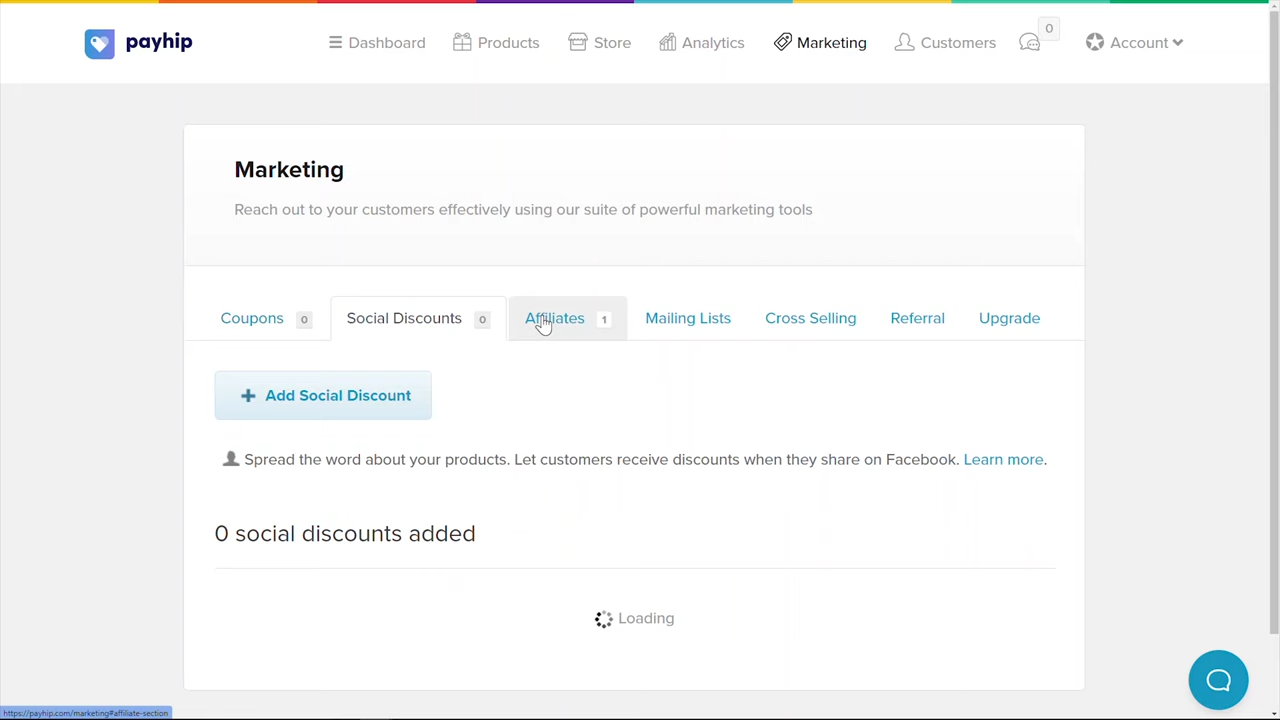 payhip
Dashboard
Products
Store
Analytics
Marketing
Customers
0
Account
Marketing
Reach out to your customers effectively using our suite of powerful marketing tools
Coupons 0
Social Discounts 0
Affiliates 1
Mailing Lists
Cross Selling
Referral
Upgrade
Add Social Discount
Spread the word about your products. Let customers receive discounts when they share on Facebook. Learn more.
0 social discounts added
Loading
https://payhip.com/marketing#affiliate-section